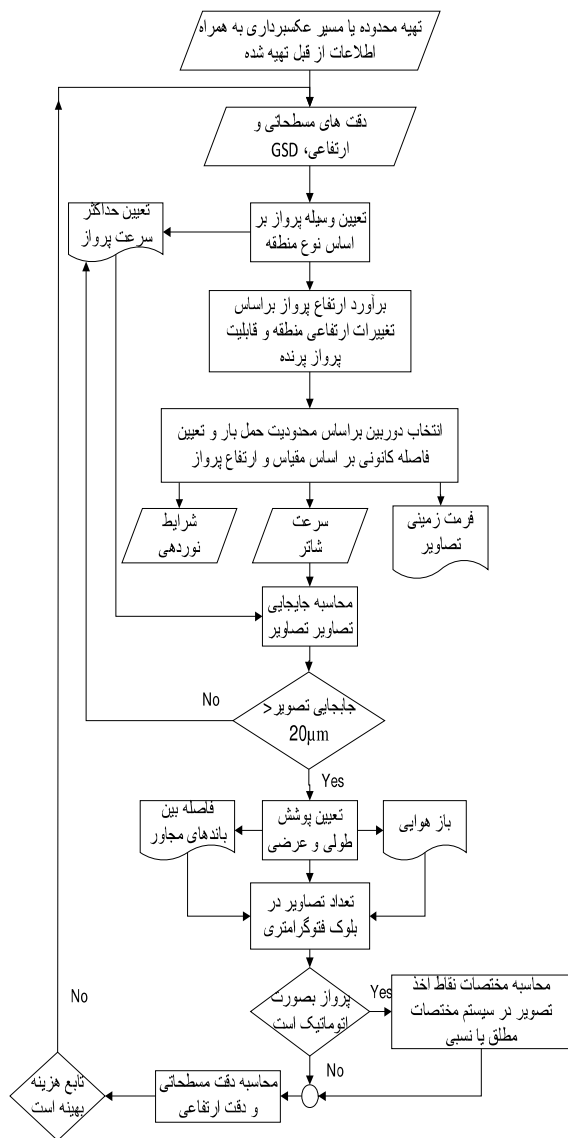 تهیه محدوده یا مسیر عکسبرداری به همراه
اطلاعات از قبل تهیه شده
دقت های مسطحاتی و
ارتفاعی، GSD
تعیین وسیله پرواز بر
اساس نوع منطقه
تعیین حداکثر
سرعت پرواز
برآورد ارتفاع پرواز براساس
تغییرات ارتفاعی منطقه و قابلیت
پرواز پرنده
انتخاب دوربین براساس محدودیت حمل بار و تعیین
فاصله کانونی بر اساس مقیاس و ارتفاع پرواز
فرمت زمینی
تصاویر
سرعت
شاتر
شرایط
نوردهی
محاسبه جایجایی
تصاویر تصاویر
جابجایی تصویر>
20µm
No
Yes
تعیین پوشش
طولی و عرضی
باز هوایی
فاصله بین
باندهای مجاور
تعداد تصاویر در
بلوک فتوگرامتری
پرواز بصورت
اتوماتیک است
Yes
محاسبه مختصات نقاط اخذ
تصویر در سیستم مختصات
مطلق یا نسبی
No
محاسبه دقت مسطحاتی
و دقت ارتفاعی
تابع هزینه
بهینه است
No